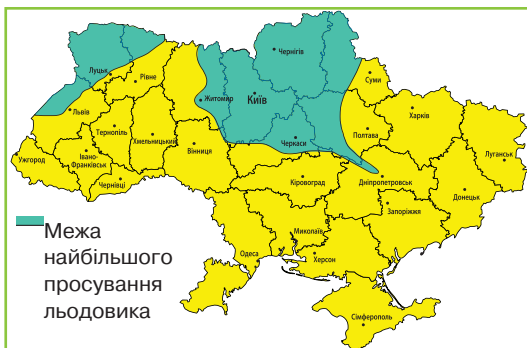 Чернігів
Луцьк
Рівне
Суми
Житомир
Київ
Львів
Харків
Полтава
Тернопіль
Хмельницький
Черкаси
Луганськ
Вінниця
Ужгород
Івано-
Франківськ
Чернівці
Кіровоград
Дніпропетровськ
Донецьк
Запоріжжя
Миколаїв
Одеса
Херсон
Сімферополь
Межа
найбільшого
просування
льодовика